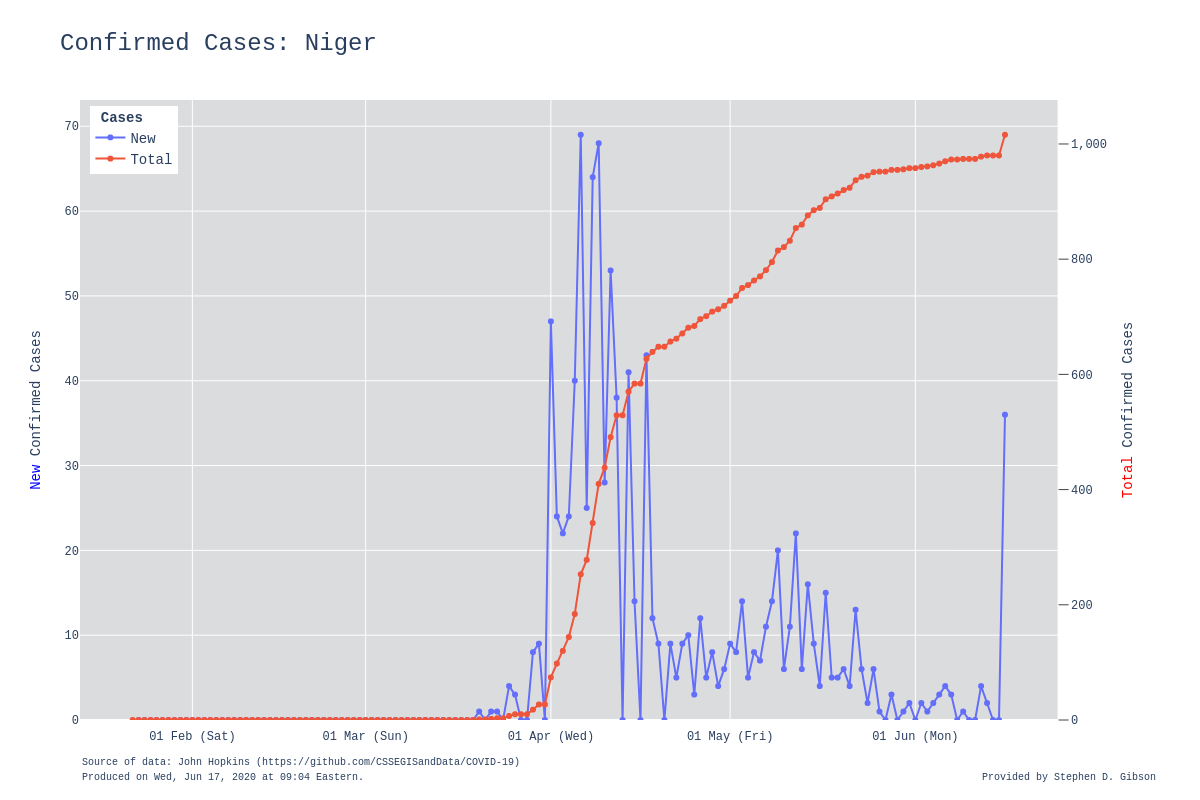 Confirmed Cases: Niger
Cases
New
Total
70
60
50
40
30
20
10
0
1,000
800
600
400
200
0
New Confirmed Cases
Total Confirmed Cases
01 Feb (Sat)
01 Mar (Sun)
01 Apr (Wed)
01 May (Fri)
01 Jun (Mon)
Source of data: John Hopkins (https://github.com/CSSEGISandData/COVID-19)
Produced on Wed, Jun 17, 2020 at 09:04 Eastern.
Provided by Stephen D. Gibson